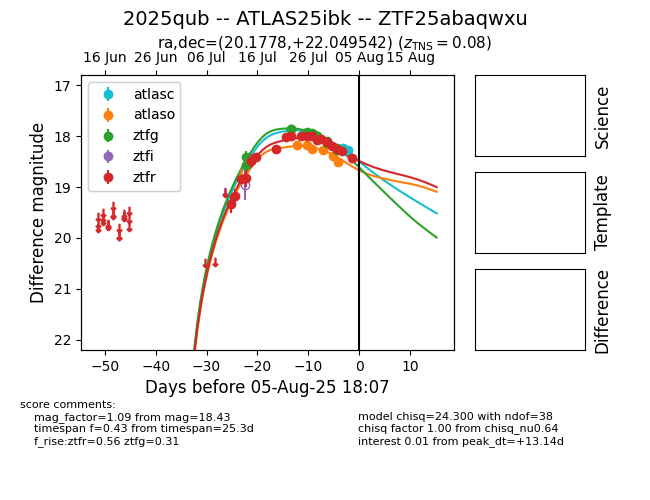 2025qub -- ATLAS25ibk -- ZTF25abaqwxu
ra,dec=(20.1778,+22.049542) (zTNS = 0.08)
16 Jun 26 Jun 06 Jul 16 Jul 26 Jul 05 Aug 15 Aug
17
18
19
20
21
22
Difference magnitude
atlasc
atlaso
ztfg
ztfi
ztfr
−50 −40 −30 −20 −10 0 10
Days before 05-Aug-25 18:07
Science
Template
Difference
score comments:
mag_factor=1.09 from mag=18.43
timespan f=0.43 from timespan=25.3d
f_rise:ztfr=0.56 ztfg=0.31
model chisq=24.300 with ndof=38
chisq factor 1.00 from chisq_nu0.64
interest 0.01 from peak_dt=+13.14d